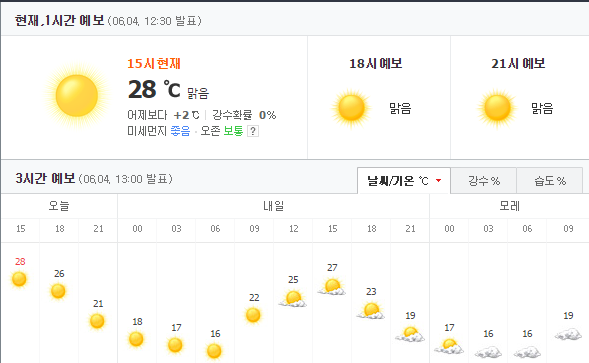 현재,1시간 예보 (06.04, 12:30 발표)
15시 현재
28 ℃ 맑음
어제보다 +2℃ | 강수확률 0%
미세먼지 좋음 · 오존 보통 ?
18시 예보
맑음
21시 예보
맑음
3시간 예보 (06.04, 13:00 발표)
날씨/기온 ℃ 강수 % 습도 %
오늘 내일 모레
15 18 21 00 03 06 09 12 15 18 21 00 03 06 09
28 26 21 18 17 16 22 25 27 23 19 17 16 16 19